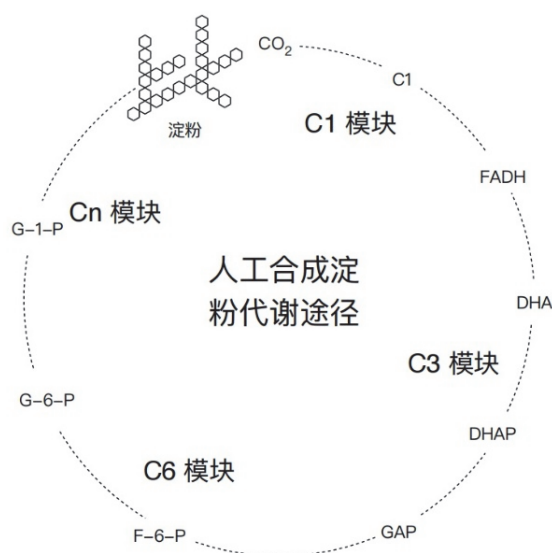 CO2
淀粉
C1
C1 模块
FADH
Cn 模块
G–1–P
人工合成淀
粉代谢途径
DHA
C3 模块
G–6–P
DHAP
C6 模块
F–6–P
GAP